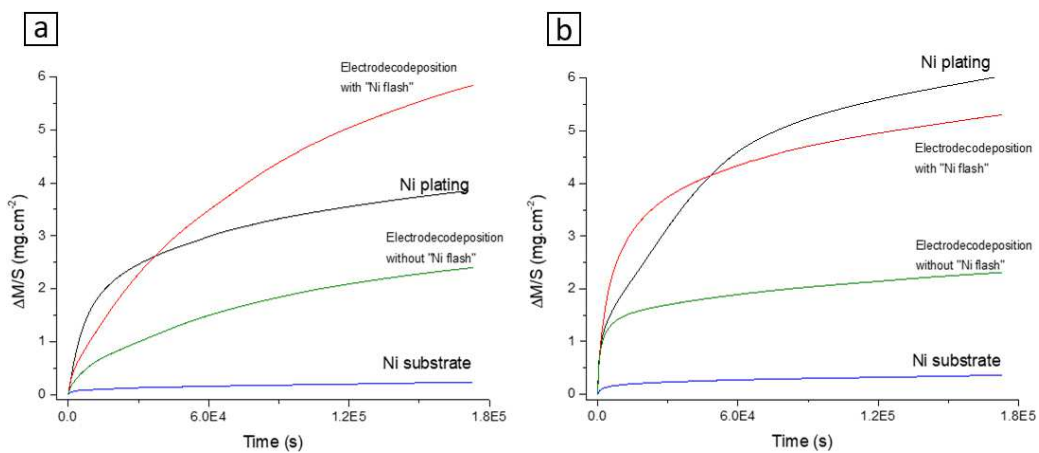 a
Electrodecodeposition
with "Ni flash"
Ni plating
Electrodecodeposition
without "Ni flash"
Ni substrate
6
5
4
3
2
1
0
ΔM/S (mg.cm⁻²)
0.0
6.0E4
1.2E5
1.8E5
Time (s)
b
Ni plating
Electrodecodeposition
with "Ni flash"
Electrodecodeposition
without "Ni flash"
Ni substrate
6
5
4
3
2
1
0
ΔM/S (mg.cm⁻²)
0.0
6.0E4
1.2E5
1.8E5
Time (s)